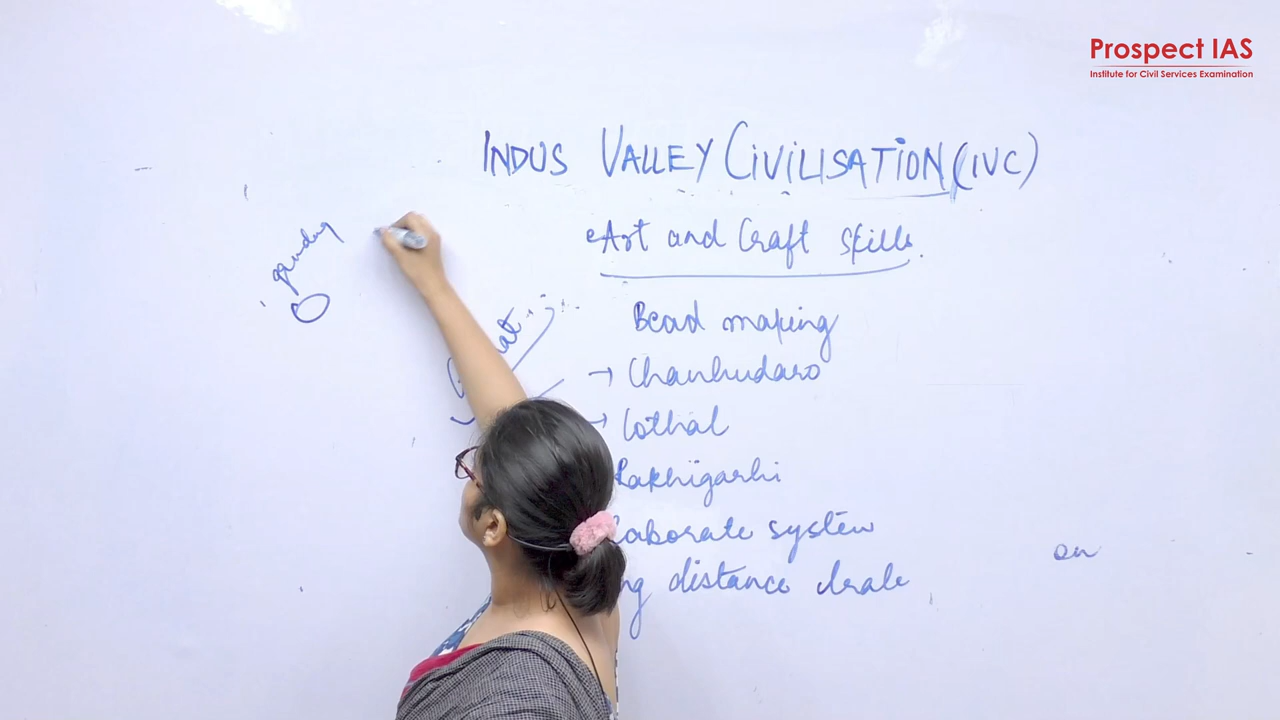 Prospect IAS
Institute for Civil Services Examination
INDUS VALLEY CIVILISATION (IVC)
Art and Craft skills.
Bead making
→ Chanhudaro
→ Lothal
Rakhigarhi
laborate system
ng distance trade
on